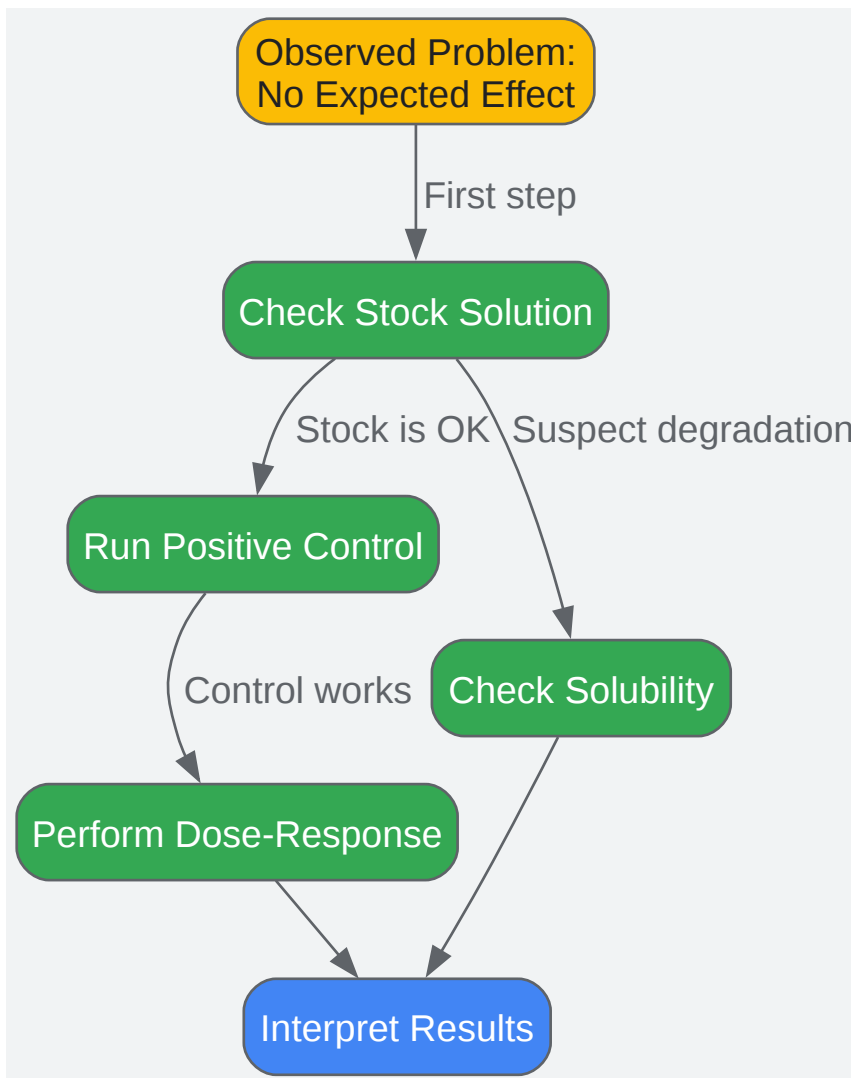 Observed Problem:
No Expected Effect
First step
Check Stock Solution
Stock is OK
Suspect degradation
Run Positive Control
Control works
Check Solubility
Perform Dose-Response
Interpret Results